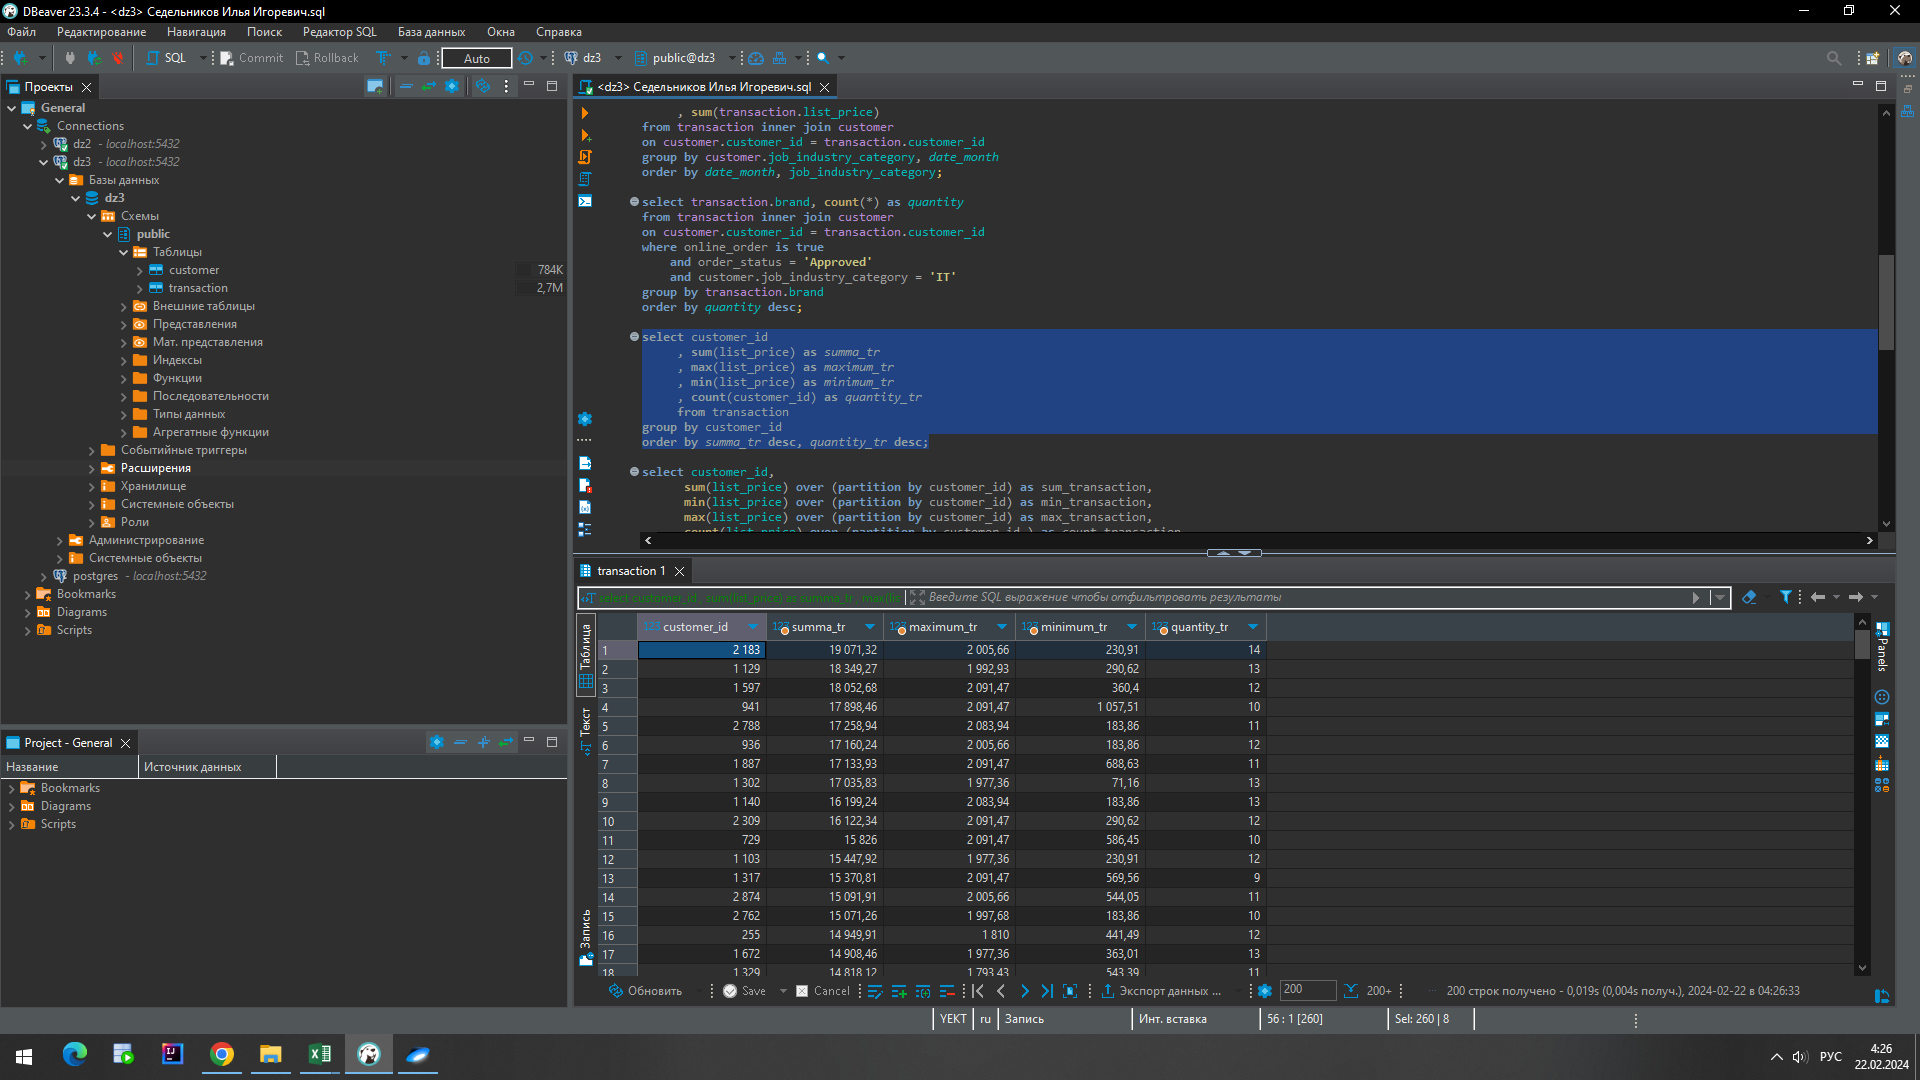 DBeaver 23.3.4 - <dz3> Седельников Илья Игоревич.sql
Файл Редактирование Навигация Поиск Редактор SQL База данных Окна Справка
SQL Commit Rollback Auto dz3 public@dz3
Проекты
General
Connections
dz2 - localhost:5432
dz3 - localhost:5432
Базы данных
dz3
Схемы
public
Таблицы
customer 784K
transaction 2,7M
Внешние таблицы
Представления
Мат. представления
Индексы
Функции
Последовательности
Типы данных
Агрегатные функции
Событийные триггеры
Расширения
Хранилище
Системные объекты
Роли
Администрирование
Системные объекты
postgres - localhost:5432
Bookmarks
Diagrams
Scripts
Project - General
Название Источник данных
Bookmarks
Diagrams
Scripts
<dz3> Седельников Илья Игоревич.sql
, sum(transaction.list_price)
from transaction inner join customer
on customer.customer_id = transaction.customer_id
group by customer.job_industry_category, date_month
order by date_month, job_industry_category;
select transaction.brand, count(*) as quantity
from transaction inner join customer
on customer.customer_id = transaction.customer_id
where online_order is true
and order_status = 'Approved'
and customer.job_industry_category = 'IT'
group by transaction.brand
order by quantity desc;
select customer_id
, sum(list_price) as summa_tr
, max(list_price) as maximum_tr
, min(list_price) as minimum_tr
, count(customer_id) as quantity_tr
from transaction
group by customer_id
order by summa_tr desc, quantity_tr desc;
select customer_id,
sum(list_price) over (partition by customer_id) as sum_transaction,
min(list_price) over (partition by customer_id) as min_transaction,
max(list_price) over (partition by customer_id) as max_transaction,
count(list_price) over (partition by customer_id ) as count_transaction
transaction 1
select customer_id , sum(list_price) as summa_tr , max(lis Введите SQL выражение чтобы отфильтровать результаты
Таблица
Текст
Запись
Panels
customer_id summa_tr maximum_tr minimum_tr quantity_tr
1 2 183 19 071,32 2 005,66 230,91 14
2 1 129 18 349,27 1 992,93 290,62 13
3 1 597 18 052,68 2 091,47 360,4 12
4 941 17 898,46 2 091,47 1 057,51 10
5 2 788 17 258,94 2 083,94 183,86 11
6 936 17 160,24 2 005,66 183,86 12
7 1 887 17 133,93 2 091,47 688,63 11
8 1 302 17 035,83 1 977,36 71,16 13
9 1 140 16 199,24 2 083,94 183,86 13
10 2 309 16 122,34 2 091,47 290,62 12
11 729 15 826 2 091,47 586,45 10
12 1 103 15 447,92 1 977,36 230,91 12
13 1 317 15 370,81 2 091,47 569,56 9
14 2 874 15 091,91 2 005,66 544,05 11
15 2 762 15 071,26 1 997,68 183,86 10
16 255 14 949,91 1 810 441,49 12
17 1 672 14 908,46 1 977,36 363,01 13
18 1 329 14 818,12 1 793,43 543,39 11
Обновить Save Cancel Экспорт данных ... 200 200+ 200 строк получено - 0,019s (0,004s получ.), 2024-02-22 в 04:26:33
YEKT ru Запись Инт. вставка 56 : 1 [260] Sel: 260 | 8
РУС 4:26
22.02.2024